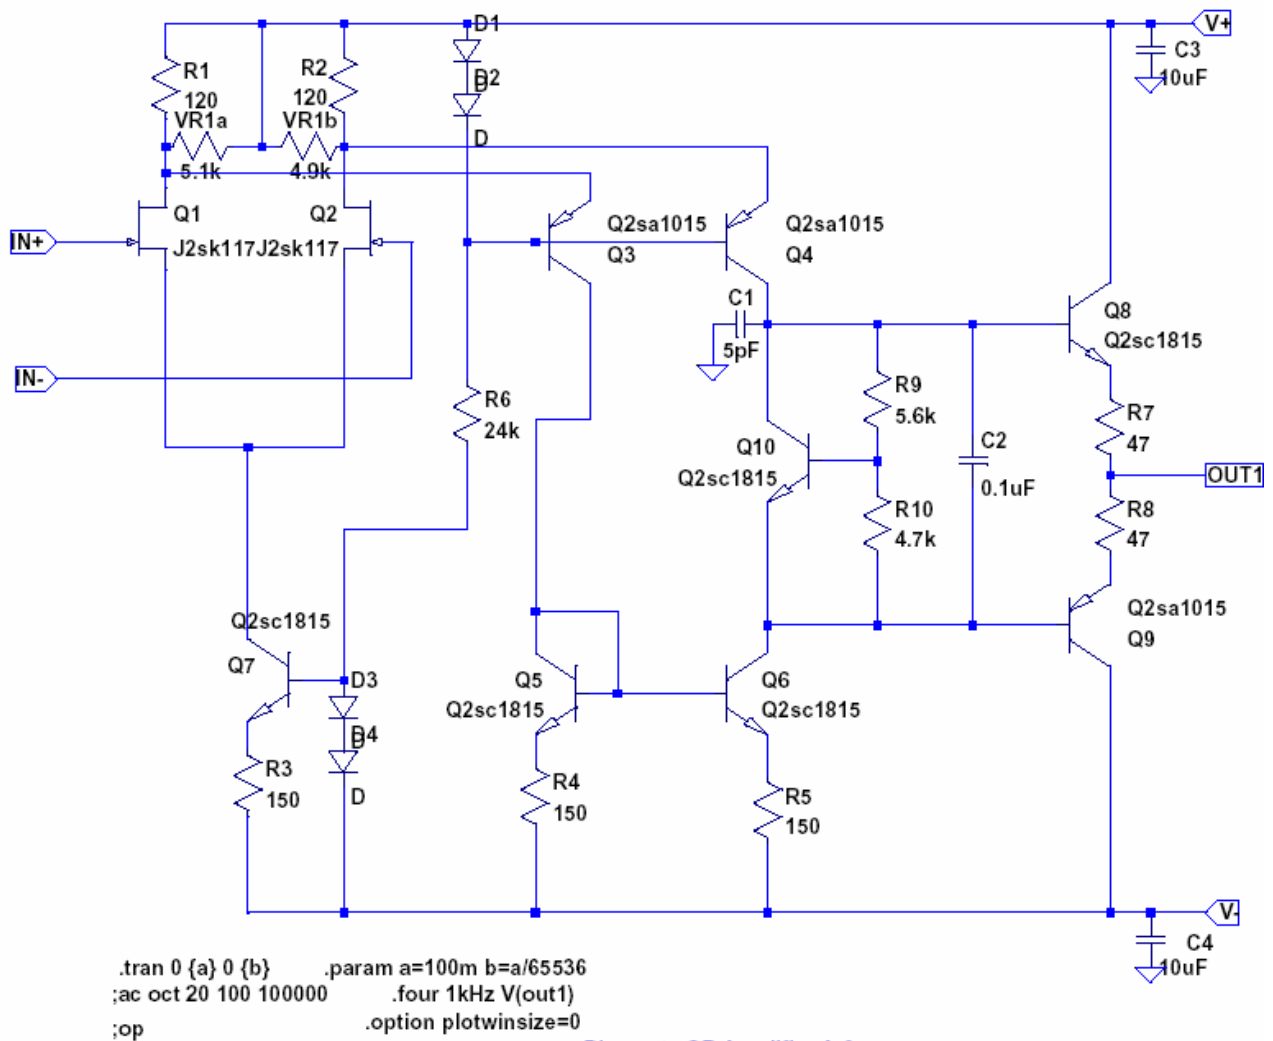 D1
V+
C3
10uF
R1
120
R2
120
D2
D
VR1a
5.1k
VR1b
4.9k
D
Q1
Q2
IN+
J2sk117
J2sk117
Q2sa1015
Q3
Q2sa1015
Q4
C1
5pF
Q8
Q2sc1815
IN-
R6
24k
R9
5.6k
R7
47
Q10
Q2sc1815
C2
0.1uF
OUT1
R10
4.7k
R8
47
Q2sc1815
Q7
Q2sa1015
Q9
D3
D4
D
D
Q5
Q2sc1815
Q6
Q2sc1815
R3
150
R4
150
R5
150
V-
C4
10uF
.tran 0 {a} 0 {b}
.param a=100m b=a/65536
;ac oct 20 100 100000
.four 1kHz V(out1)
;op
.option plotwinsize=0